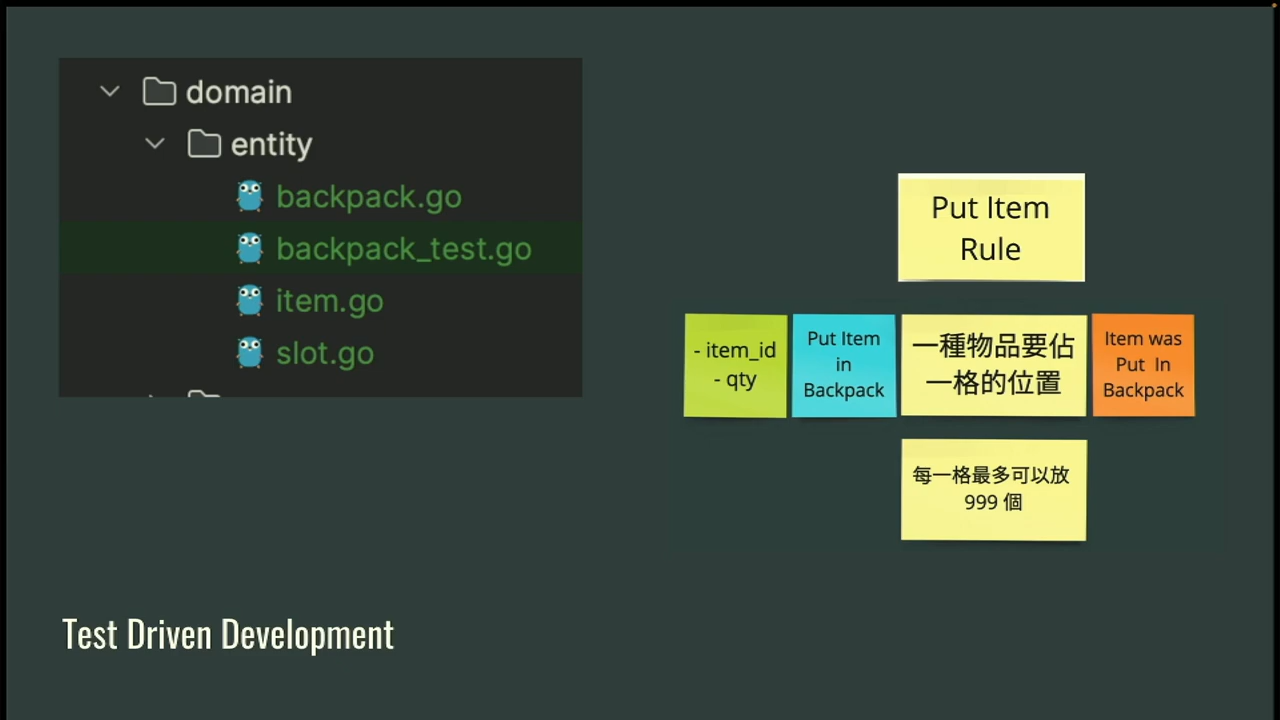 domain
entity
backpack.go
backpack_test.go
item.go
slot.go
Put Item
Rule
- item_id
- qty
Put Item
in
Backpack
一種物品要佔
一格的位置
Item was
Put In
Backpack
每一格最多可以放
999 個
Test Driven Development